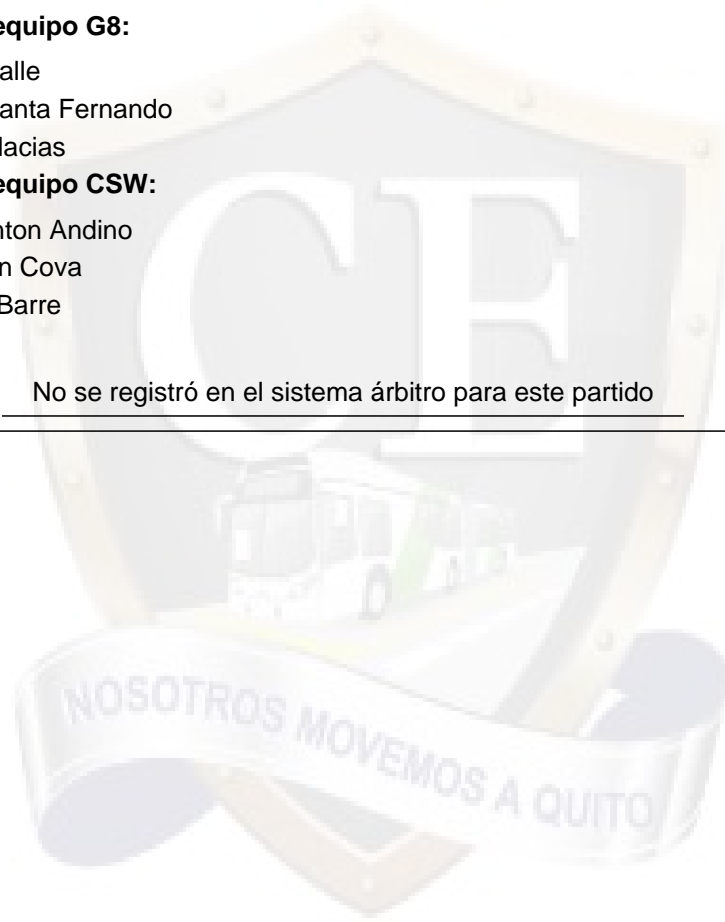 equipo G8:
alle
anta Fernando
lacias
equipo CSW:
nton Andino
n Cova
Barre
No se registró en el sistema árbitro para este partido
CE
NOSOTROS MOVEMOS A QUITO